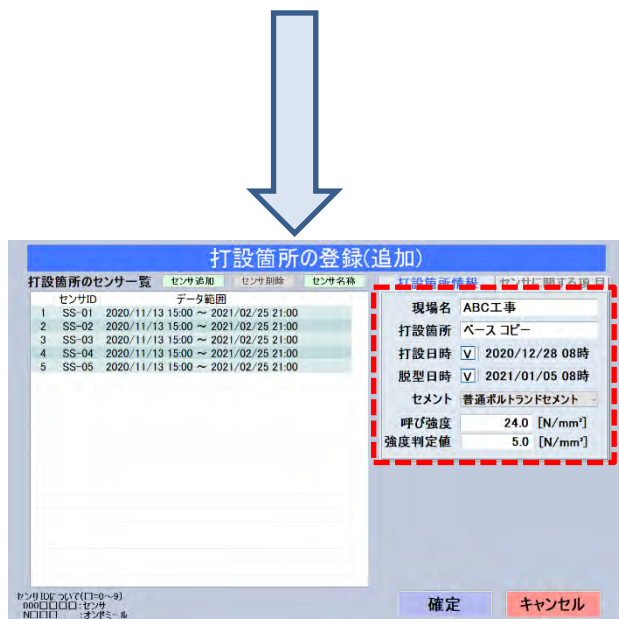 打設箇所の登録(追加)
打設箇所のセンサー覧 センサ追加 センサ削除 センサ名称
センサID データ範囲
1 SS-01 2020/11/13 15:00 ～ 2021/02/25 21:00
2 SS-02 2020/11/13 15:00 ～ 2021/02/25 21:00
3 SS-03 2020/11/13 15:00 ～ 2021/02/25 21:00
4 SS-04 2020/11/13 15:00 ～ 2021/02/25 21:00
5 SS-05 2020/11/13 15:00 ～ 2021/02/25 21:00
打設箇所情報 センサに関する項目
現場名 ABC工事
打設箇所 ベース コピー
打設日時 V 2020/12/28 08時
脱型日時 V 2021/01/05 08時
セメント 普通ポルトランドセメント
呼び強度 24.0 [N/mm²]
強度判定値 5.0 [N/mm²]
センサIDについて(□=0～9)
000□□□□:センサ
N□□□ :オンドミール
確定 キャンセル